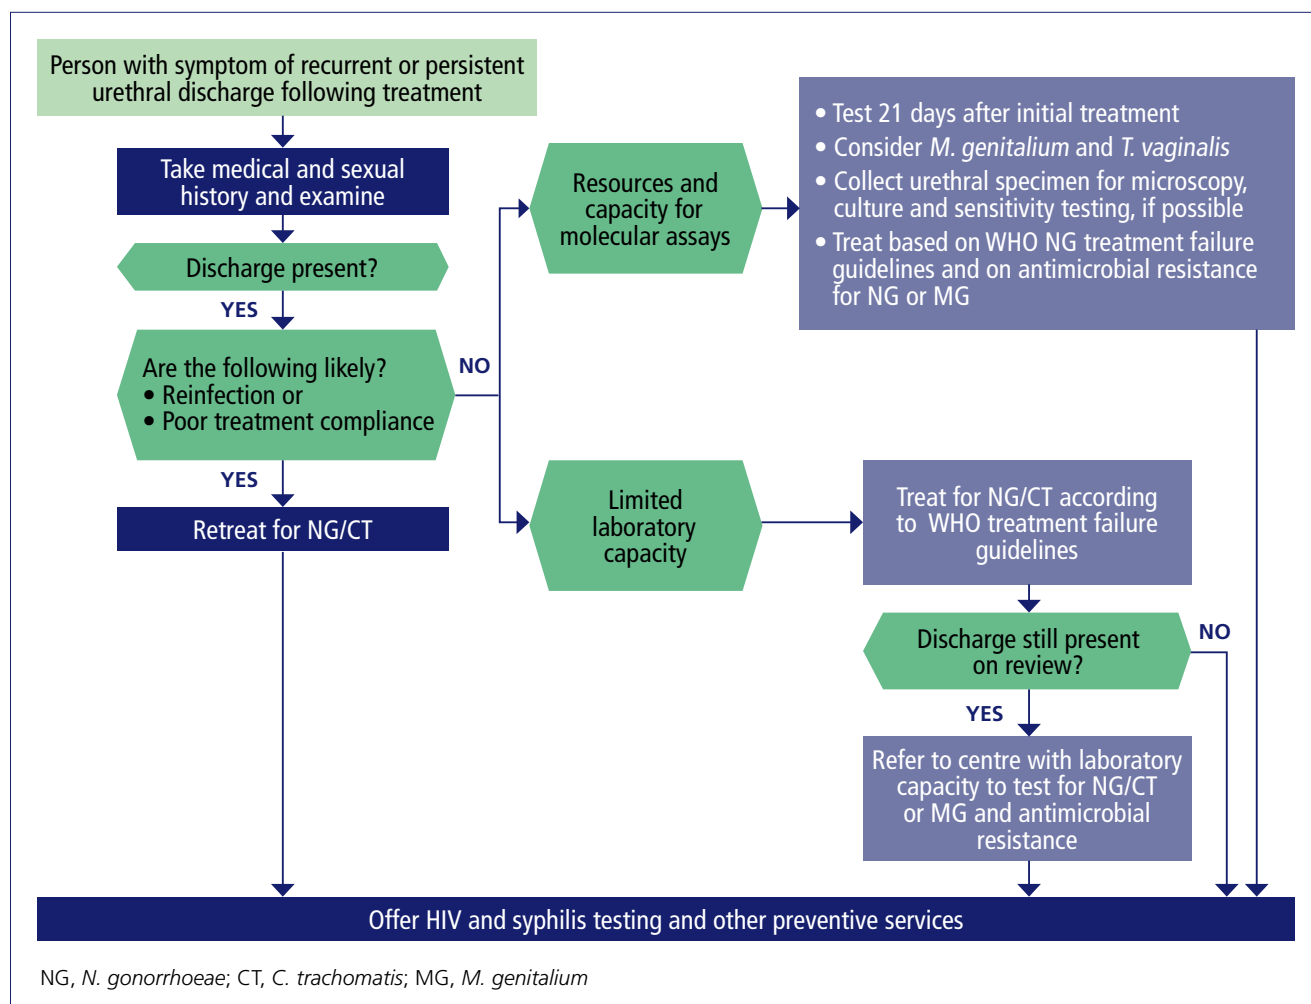 Person with symptom of recurrent or persistent
urethral discharge following treatment
Take medical and sexual
history and examine
Discharge present?
YES
Are the following likely?
• Reinfection or
• Poor treatment compliance
YES
Retreat for NG/CT
NO
Resources and
capacity for
molecular assays
• Test 21 days after initial treatment
• Consider M. genitalium and T. vaginalis
• Collect urethral specimen for microscopy,
culture and sensitivity testing, if possible
• Treat based on WHO NG treatment failure
guidelines and on antimicrobial resistance
for NG or MG
Limited
laboratory
capacity
Treat for NG/CT according
to WHO treatment failure
guidelines
Discharge still present
on review?
NO
YES
Refer to centre with laboratory
capacity to test for NG/CT
or MG and antimicrobial
resistance
Offer HIV and syphilis testing and other preventive services
NG, N. gonorrhoeae; CT, C. trachomatis; MG, M. genitalium